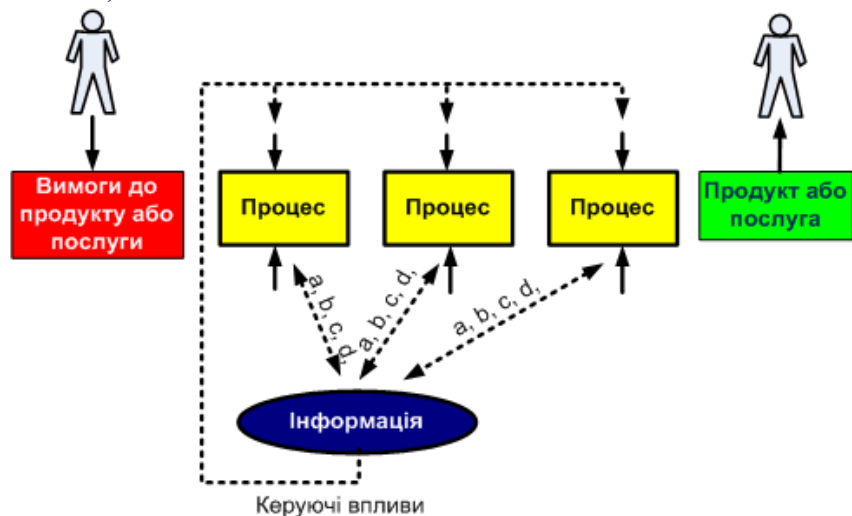 Вимоги до
продукту або
послуги
Процес
Процес
Процес
Продукт або
послуга
a, b, c, d,
a, b, c, d,
a, b, c, d,
Інформація
Керуючі впливи